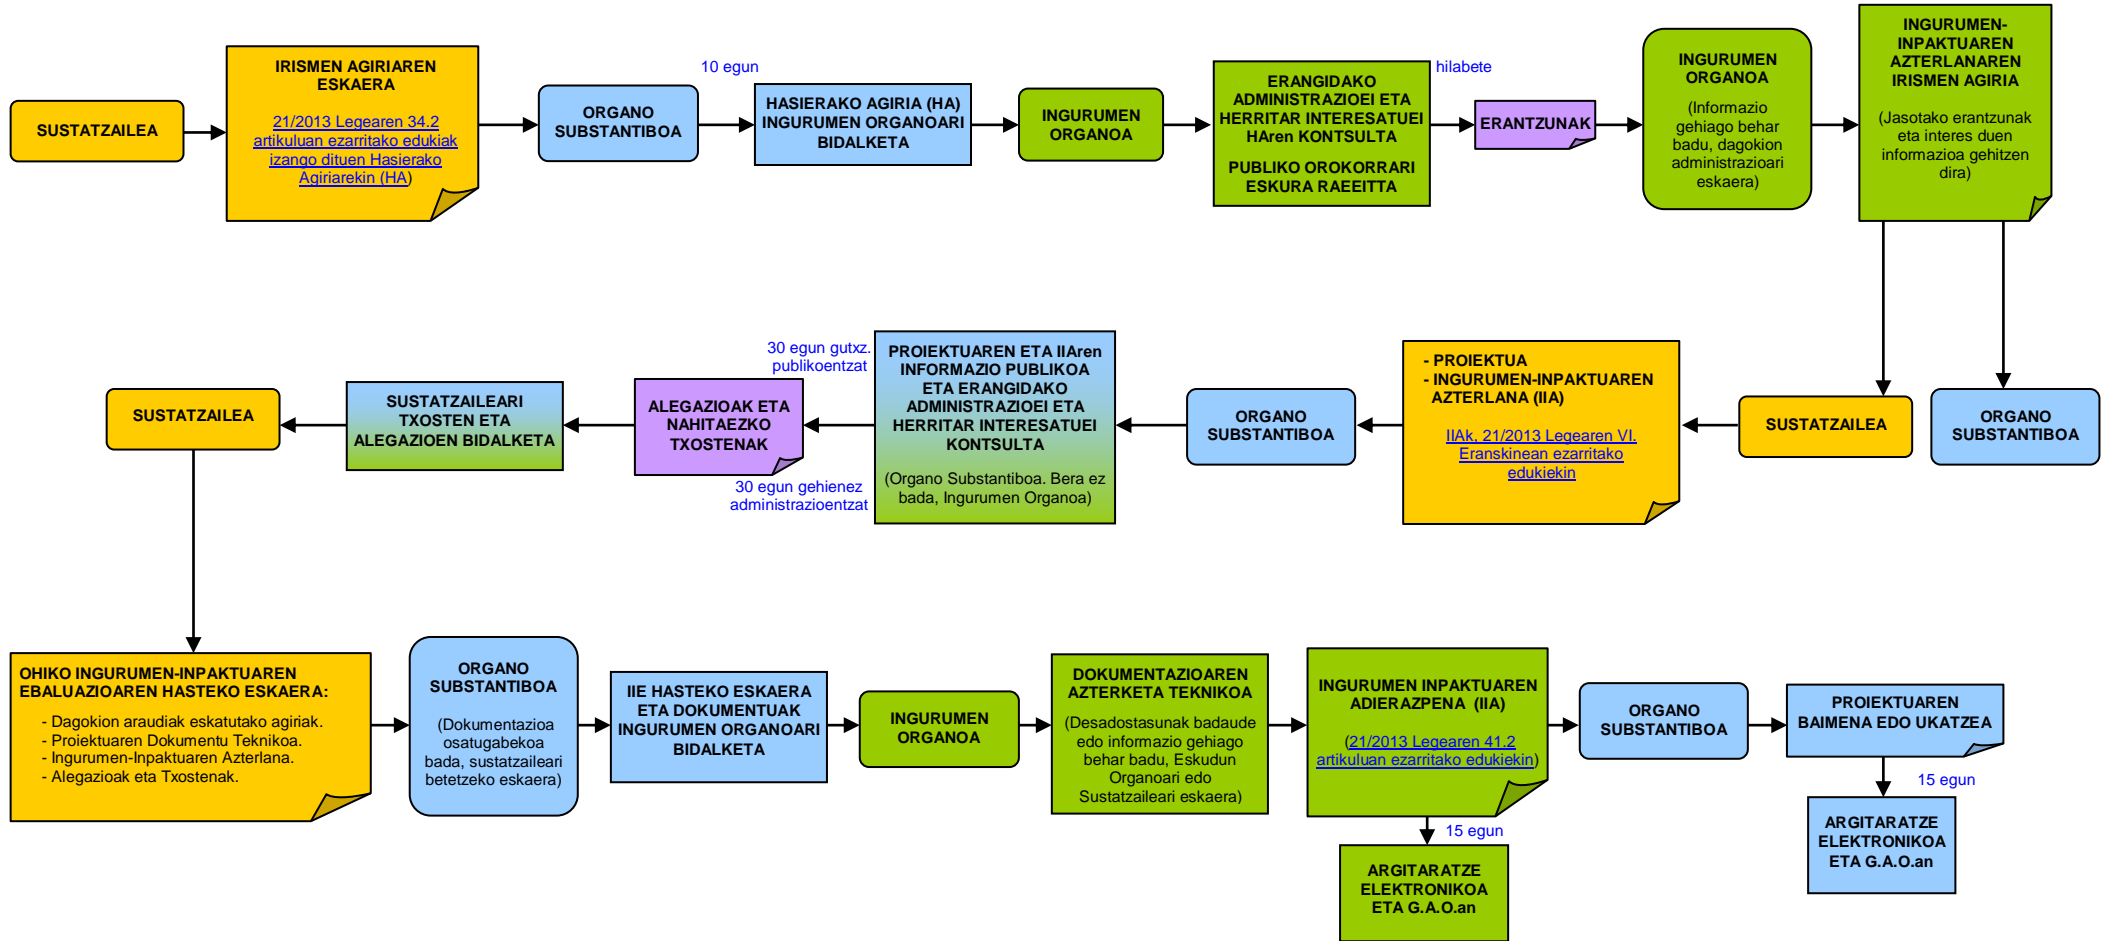 SUSTATZAILEA
IRISMEN AGIRIAREN
ESKAERA
21/2013 Legearen 34.2
artikuluan ezarritako edukiak
izango dituen Hasierako
Agiriarekin (HA)
ORGANO
SUBSTANTIBOA
10 egun
HASIERAKO AGIRIA (HA)
INGURUMEN ORGANOARI
BIDALKETA
INGURUMEN
ORGANOA
ERANGIDAKO
ADMINISTRAZIOEI ETA
HERRITAR INTERESATUEI
HAren KONTSULTA
PUBLIKO OROKORRARI
ESKURA RAEEITTA
hilabete
ERANTZUNAK
INGURUMEN
ORGANOA
(Informazio
gehiago behar
badu, dagokion
administrazioari
eskaera)
INGURUMEN-
INPAKTUAREN
AZTERLANAREN
IRISMEN AGIRIA
(Jasotako erantzunak
eta interes duen
informazioa gehitzen
dira)
ORGANO
SUBSTANTIBOA
SUSTATZAILEA
- PROIEKTUA
- INGURUMEN-INPAKTUAREN
AZTERLANA (IIA)
IIAk, 21/2013 Legearen VI.
Eranskinean ezarritako
edukiekin
ORGANO
SUBSTANTIBOA
PROIEKTUAREN ETA IIAren
INFORMAZIO PUBLIKOA
ETA ERANGIDAKO
ADMINISTRAZIOEI ETA
HERRITAR INTERESATUEI
KONTSULTA
(Organo Substantiboa. Bera ez
bada, Ingurumen Organoa)
30 egun gutxz.
publikoentzat
ALEGAZIOAK ETA
NAHITAEZKO
TXOSTENAK
30 egun gehienez
administrazioentzat
SUSTATZAILEARI
TXOSTEN ETA
ALEGAZIOEN BIDALKETA
SUSTATZAILEA
OHIKO INGURUMEN-INPAKTUAREN
EBALUAZIOAREN HASTEKO ESKAERA:
- Dagokion araudiak eskatutako agiriak.
- Proiektuaren Dokumentu Teknikoa.
- Ingurumen-Inpaktuaren Azterlana.
- Alegazioak eta Txostenak.
ORGANO
SUBSTANTIBOA
(Dokumentazioa
osatugabekoa
bada, sustatzaileari
betetzeko eskaera)
IIE HASTEKO ESKAERA
ETA DOKUMENTUAK
INGURUMEN ORGANOARI
BIDALKETA
INGURUMEN
ORGANOA
DOKUMENTAZIOAREN
AZTERKETA TEKNIKOA
(Desadostasunak badaude
edo informazio gehiago
behar badu, Eskudun
Organoari edo
Sustatzaileari eskaera)
INGURUMEN INPAKTUAREN
ADIERAZPENA (IIA)
(21/2013 Legearen 41.2
artikuluan ezarritako edukiekin)
15 egun
ARGITARATZE
ELEKTRONIKOA
ETA G.A.O.an
ORGANO
SUBSTANTIBOA
PROIEKTUAREN
BAIMENA EDO UKATZEA
15 egun
ARGITARATZE
ELEKTRONIKOA
ETA G.A.O.an